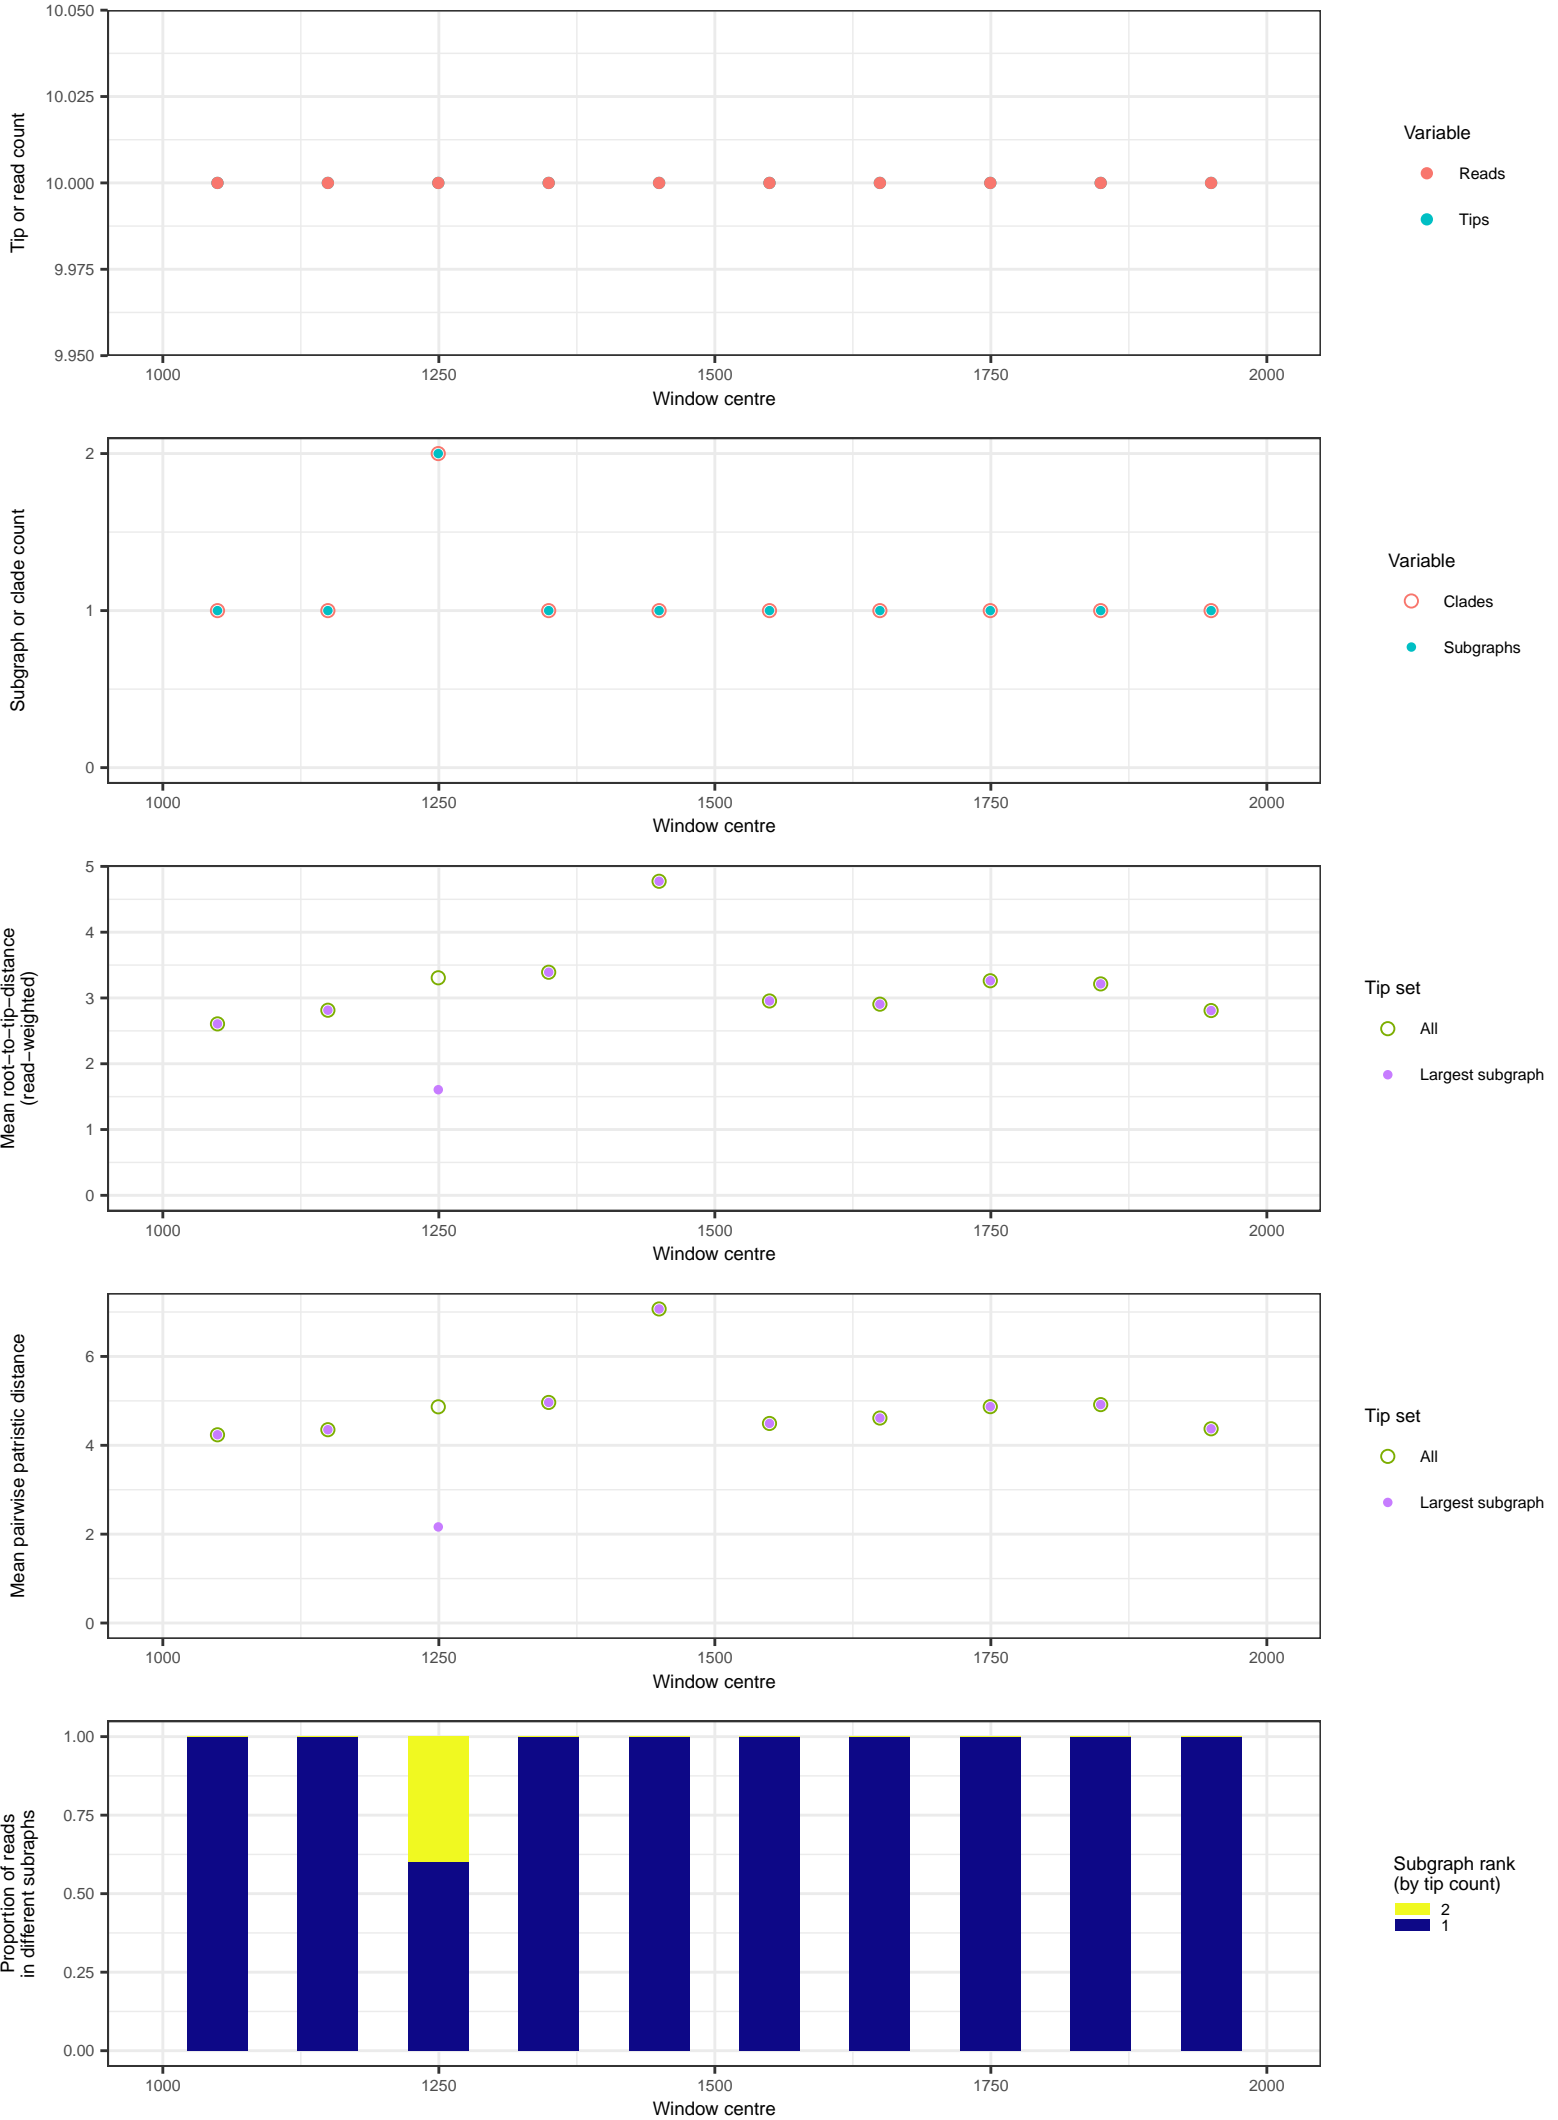 10.050
10.025
10.000
9.975
9.950
Tip or read count
1000 1250 1500 1750 2000
Window centre
Variable
Reads
Tips
2
1
0
Subgraph or clade count
1000 1250 1500 1750 2000
Window centre
Variable
Clades
Subgraphs
5
4
3
2
1
0
Mean root−to−tip−distance
(read−weighted)
1000 1250 1500 1750 2000
Window centre
Tip set
All
Largest subgraph
6
4
2
0
Mean pairwise patristic distance
1000 1250 1500 1750 2000
Window centre
Tip set
All
Largest subgraph
1.00
0.75
0.50
0.25
0.00
Proportion of reads
in different subraphs
1000 1250 1500 1750 2000
Window centre
Subgraph rank
(by tip count)
2
1